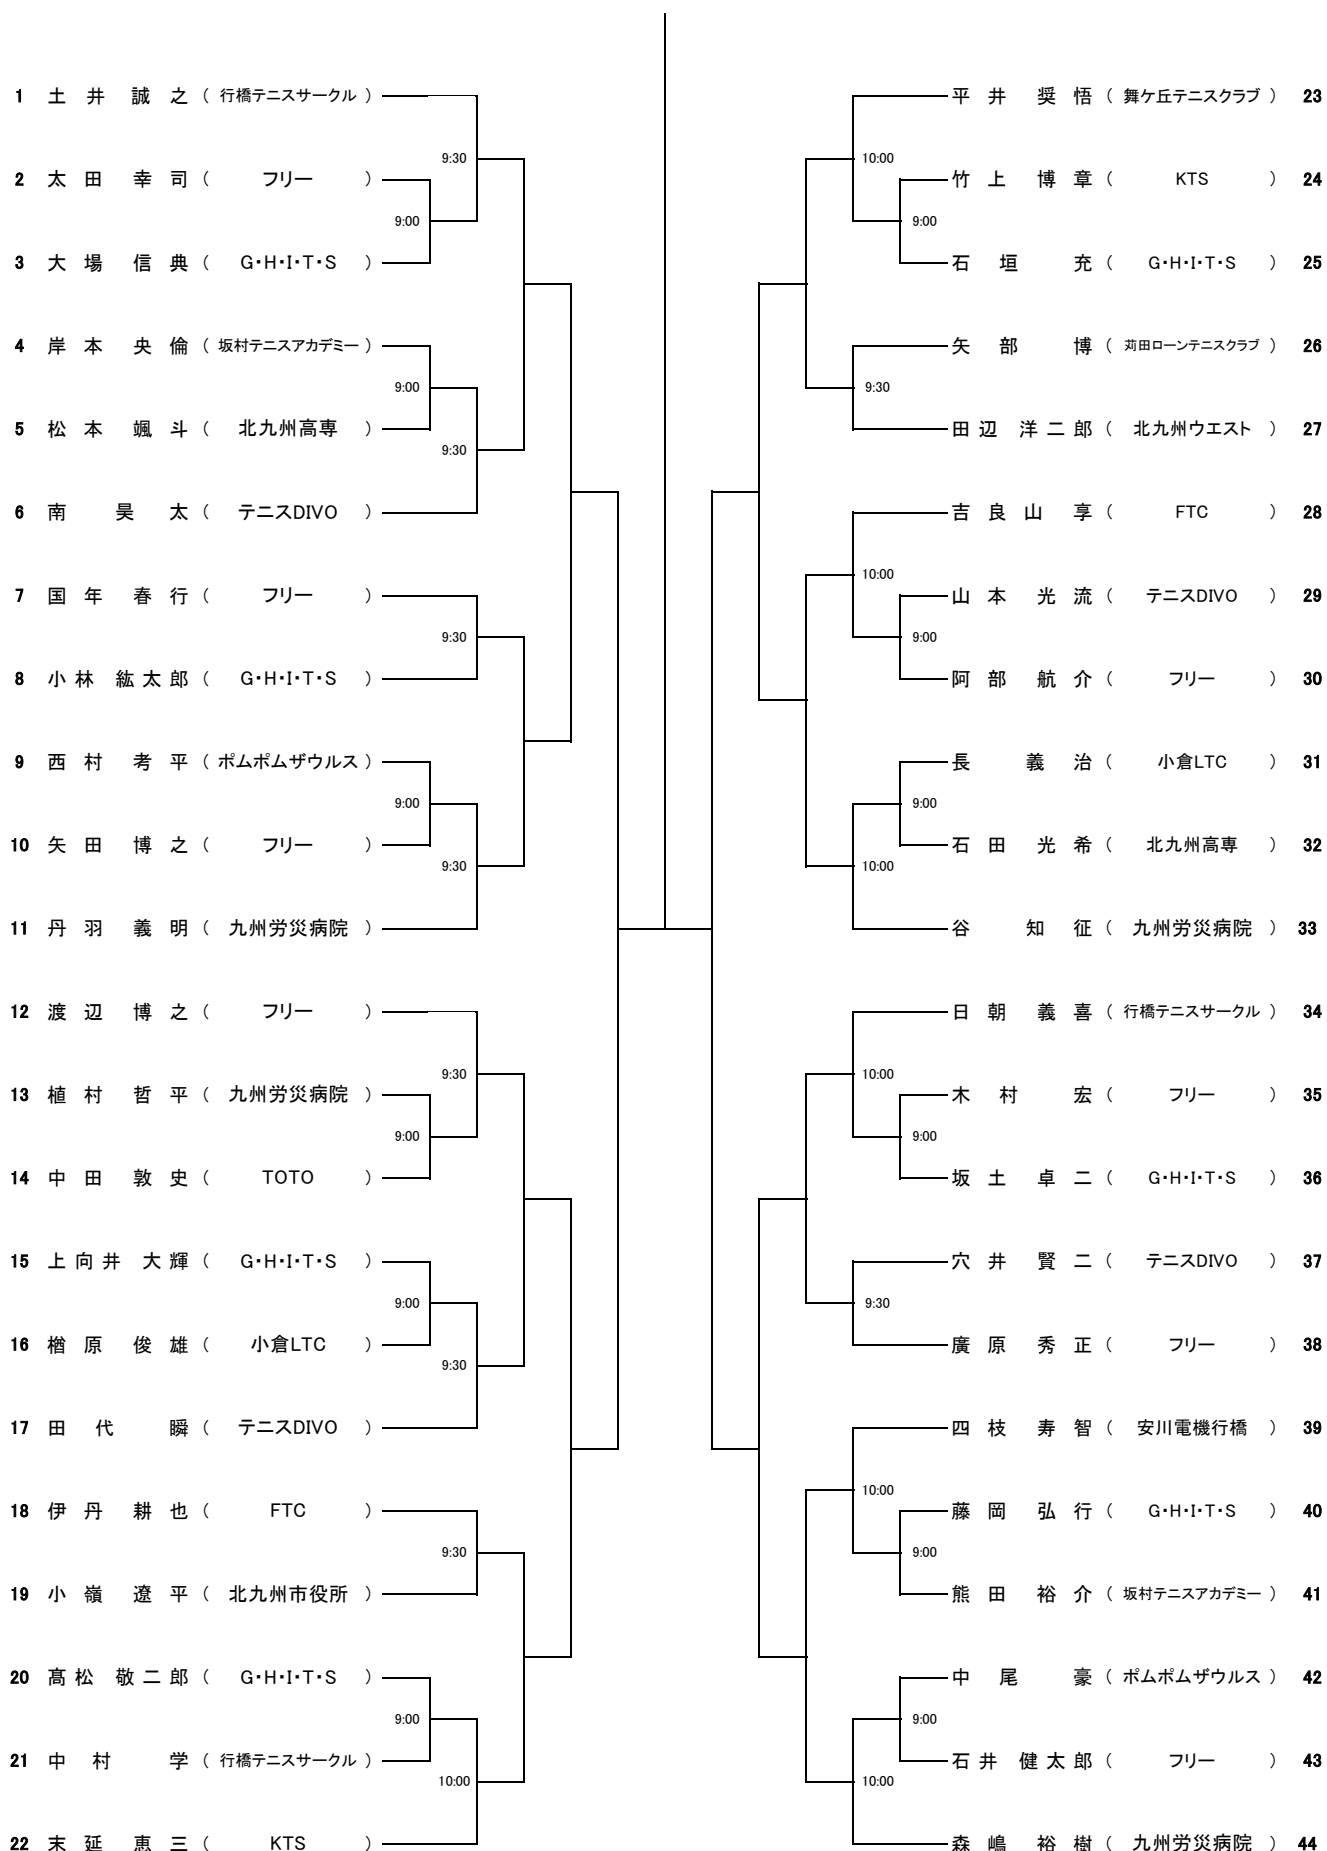 1 土井 誠之 ( 行橋テニスサークル )
9:30
2 太田 幸司 ( フリー )
9:00
3 大場 信典 ( G・H・I・T・S )
4 岸本 央倫 ( 坂村テニスアカデミー )
9:00
5 松本 颯斗 ( 北九州高専 )
9:30
6 南 昊太 ( テニスDIVO )
7 国年 春行 ( フリー )
9:30
8 小林 紘太郎 ( G・H・I・T・S )
9 西村 考平 ( ポムポムザウルス )
9:00
10 矢田 博之 ( フリー )
9:30
11 丹羽 義明 ( 九州労災病院 )
12 渡辺 博之 ( フリー )
9:30
13 植村 哲平 ( 九州労災病院 )
9:00
14 中田 敦史 ( TOTO )
15 上向井 大輝 ( G・H・I・T・S )
9:00
16 楢原 俊雄 ( 小倉LTC )
9:30
17 田代 瞬 ( テニスDIVO )
18 伊丹 耕也 ( FTC )
9:30
19 小嶺 遼平 ( 北九州市役所 )
20 髙松 敬二郎 ( G・H・I・T・S )
9:00
21 中村 学 ( 行橋テニスサークル )
10:00
22 末延 恵三 ( KTS )
平井 奨悟 ( 舞ケ丘テニスクラブ ) 23
10:00
竹上 博章 ( KTS ) 24
9:00
石垣 充 ( G・H・I・T・S ) 25
矢部 博 ( 苅田ローンテニスクラブ ) 26
9:30
田辺 洋二郎 ( 北九州ウエスト ) 27
吉良山 享 ( FTC ) 28
10:00
山本 光流 ( テニスDIVO ) 29
9:00
阿部 航介 ( フリー ) 30
長 義治 ( 小倉LTC ) 31
9:00
石田 光希 ( 北九州高専 ) 32
10:00
谷 知征 ( 九州労災病院 ) 33
日朝 義喜 ( 行橋テニスサークル ) 34
10:00
木村 宏 ( フリー ) 35
9:00
坂土 卓二 ( G・H・I・T・S ) 36
穴井 賢二 ( テニスDIVO ) 37
9:30
廣原 秀正 ( フリー ) 38
四枝 寿智 ( 安川電機行橋 ) 39
10:00
藤岡 弘行 ( G・H・I・T・S ) 40
9:00
熊田 裕介 ( 坂村テニスアカデミー ) 41
中尾 豪 ( ポムポムザウルス ) 42
9:00
石井 健太郎 ( フリー ) 43
10:00
森嶋 裕樹 ( 九州労災病院 ) 44